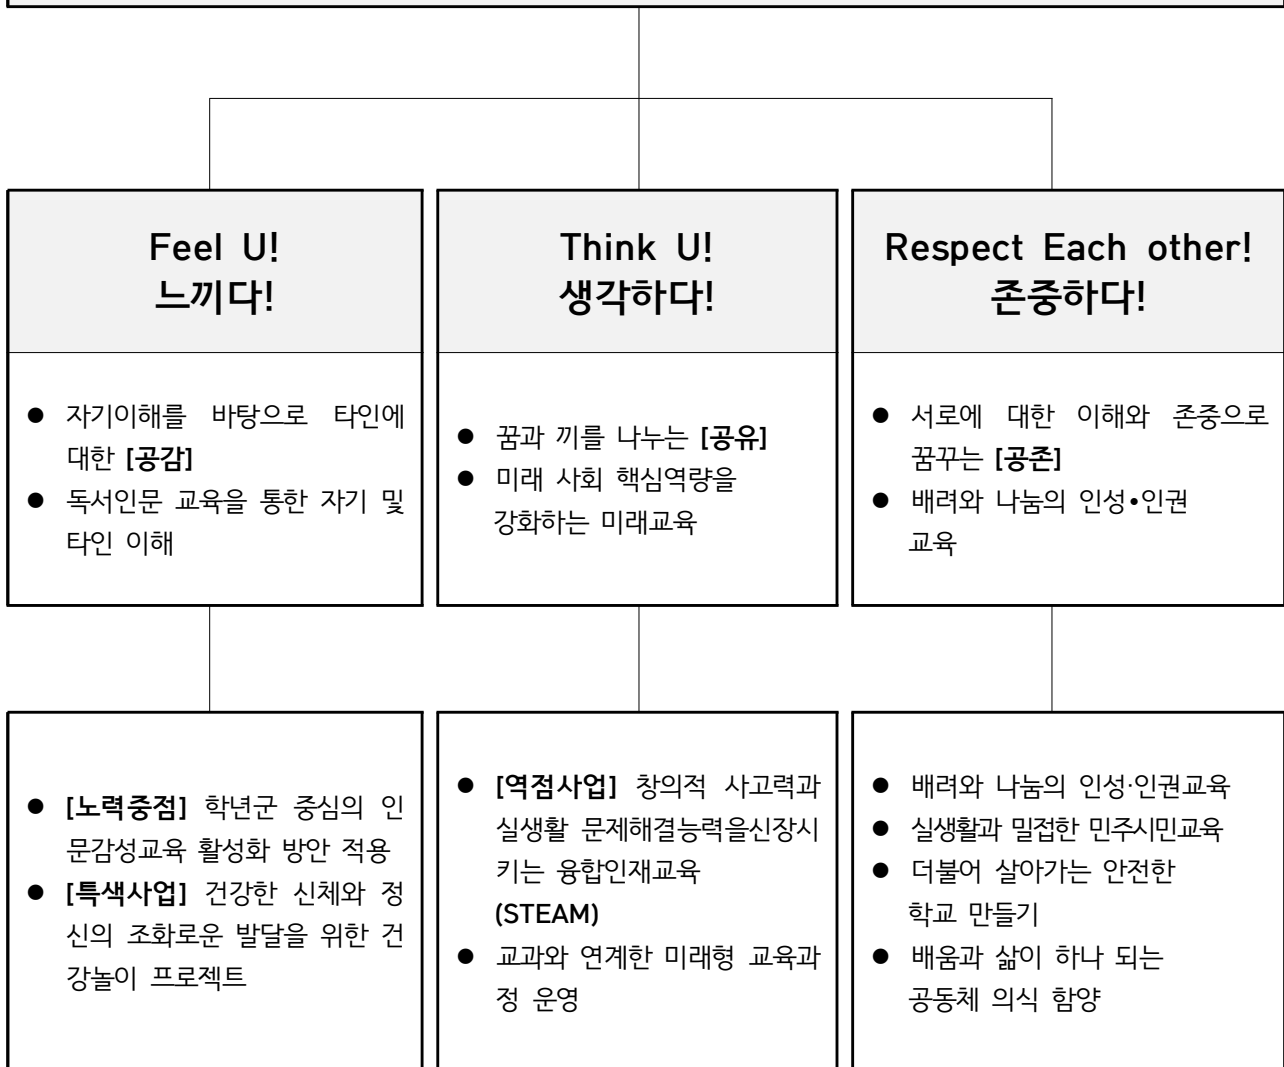 Feel U!
느끼다!
Think U!
생각하다!
Respect Each other!
존중하다!
● 자기이해를 바탕으로 타인에
대한 [공감]
● 독서인문 교육을 통한 자기 및
타인 이해
● 꿈과 끼를 나누는 [공유]
● 미래 사회 핵심역량을
강화하는 미래교육
● 서로에 대한 이해와 존중으로
꿈꾸는 [공존]
● 배려와 나눔의 인성•인권
교육
● [노력중점] 학년군 중심의 인
문감성교육 활성화 방안 적용
● [특색사업] 건강한 신체와 정
신의 조화로운 발달을 위한 건
강놀이 프로젝트
● [역점사업] 창의적 사고력과
실생활 문제해결능력을신장시
키는 융합인재교육
(STEAM)
● 교과와 연계한 미래형 교육과
정 운영
● 배려와 나눔의 인성·인권교육
● 실생활과 밀접한 민주시민교육
● 더불어 살아가는 안전한
학교 만들기
● 배움과 삶이 하나 되는
공동체 의식 함양